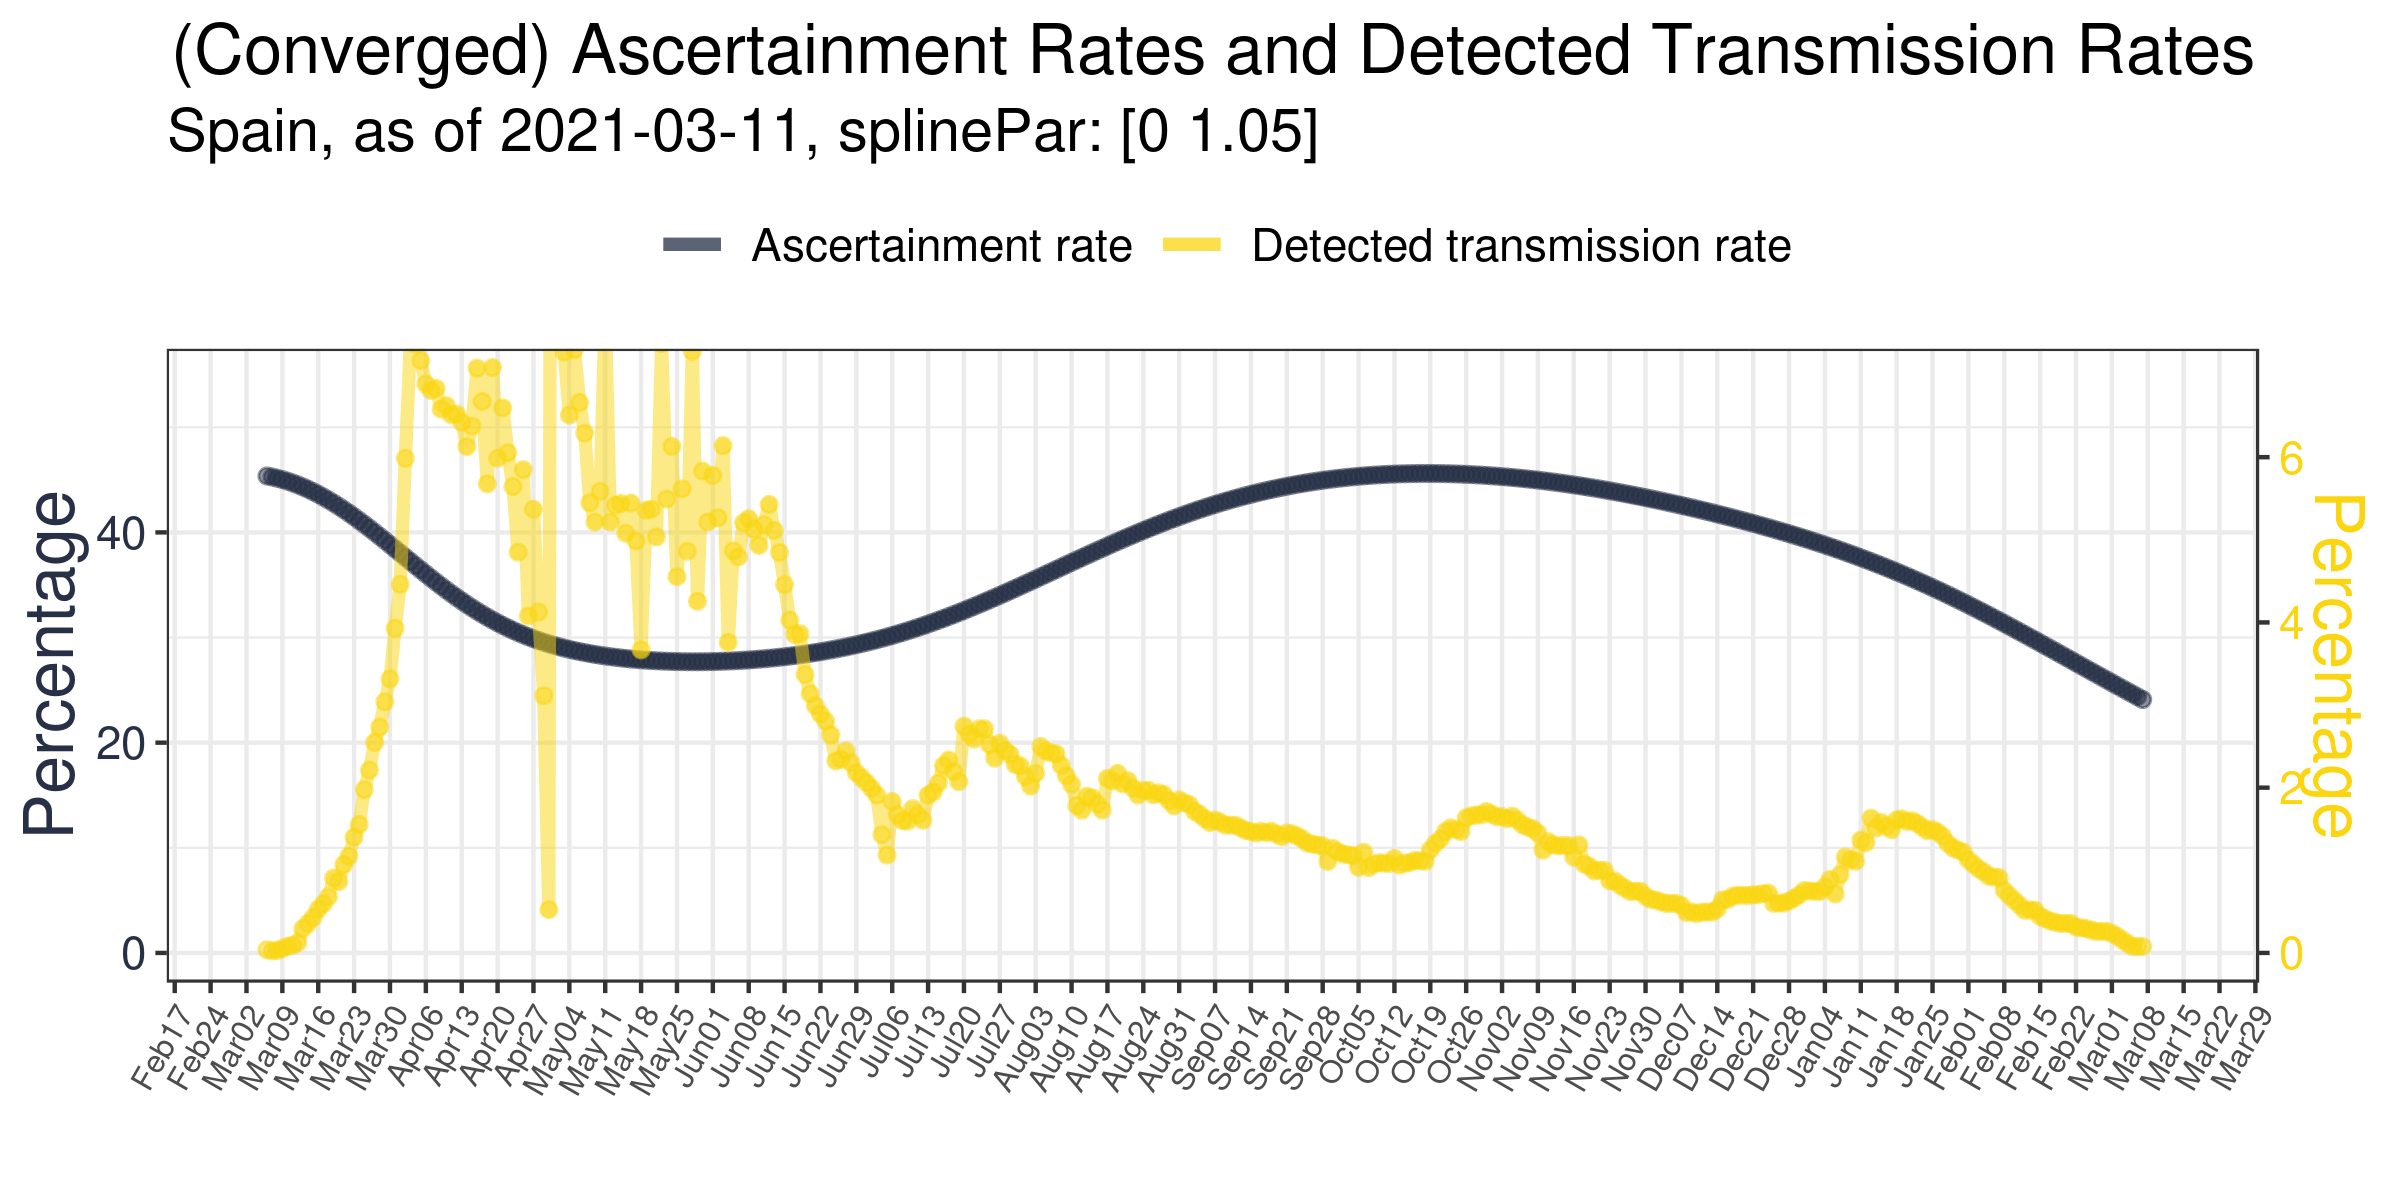 (Converged) Ascertainment Rates and Detected Transmission Rates
Spain, as of 2021-03-11, splinePar: [0 1.05]
Ascertainment rate Detected transmission rate
Percentage
40
20
0
6
4
2
0
Percentage
Feb17 Feb24 Mar02 Mar09 Mar16 Mar23 Mar30 Apr06 Apr13 Apr20 Apr27 May04 May11 May18 May25 Jun01 Jun08 Jun15 Jun22 Jun29 Jul06 Jul13 Jul20 Jul27 Aug03 Aug10 Aug17 Aug24 Aug31 Sep07 Sep14 Sep21 Sep28 Oct05 Oct12 Oct19 Oct26 Nov02 Nov09 Nov16 Nov23 Nov30 Dec07 Dec14 Dec21 Dec28 Jan04 Jan11 Jan18 Jan25 Feb01 Feb08 Feb15 Feb22 Mar01 Mar08 Mar15 Mar22 Mar29